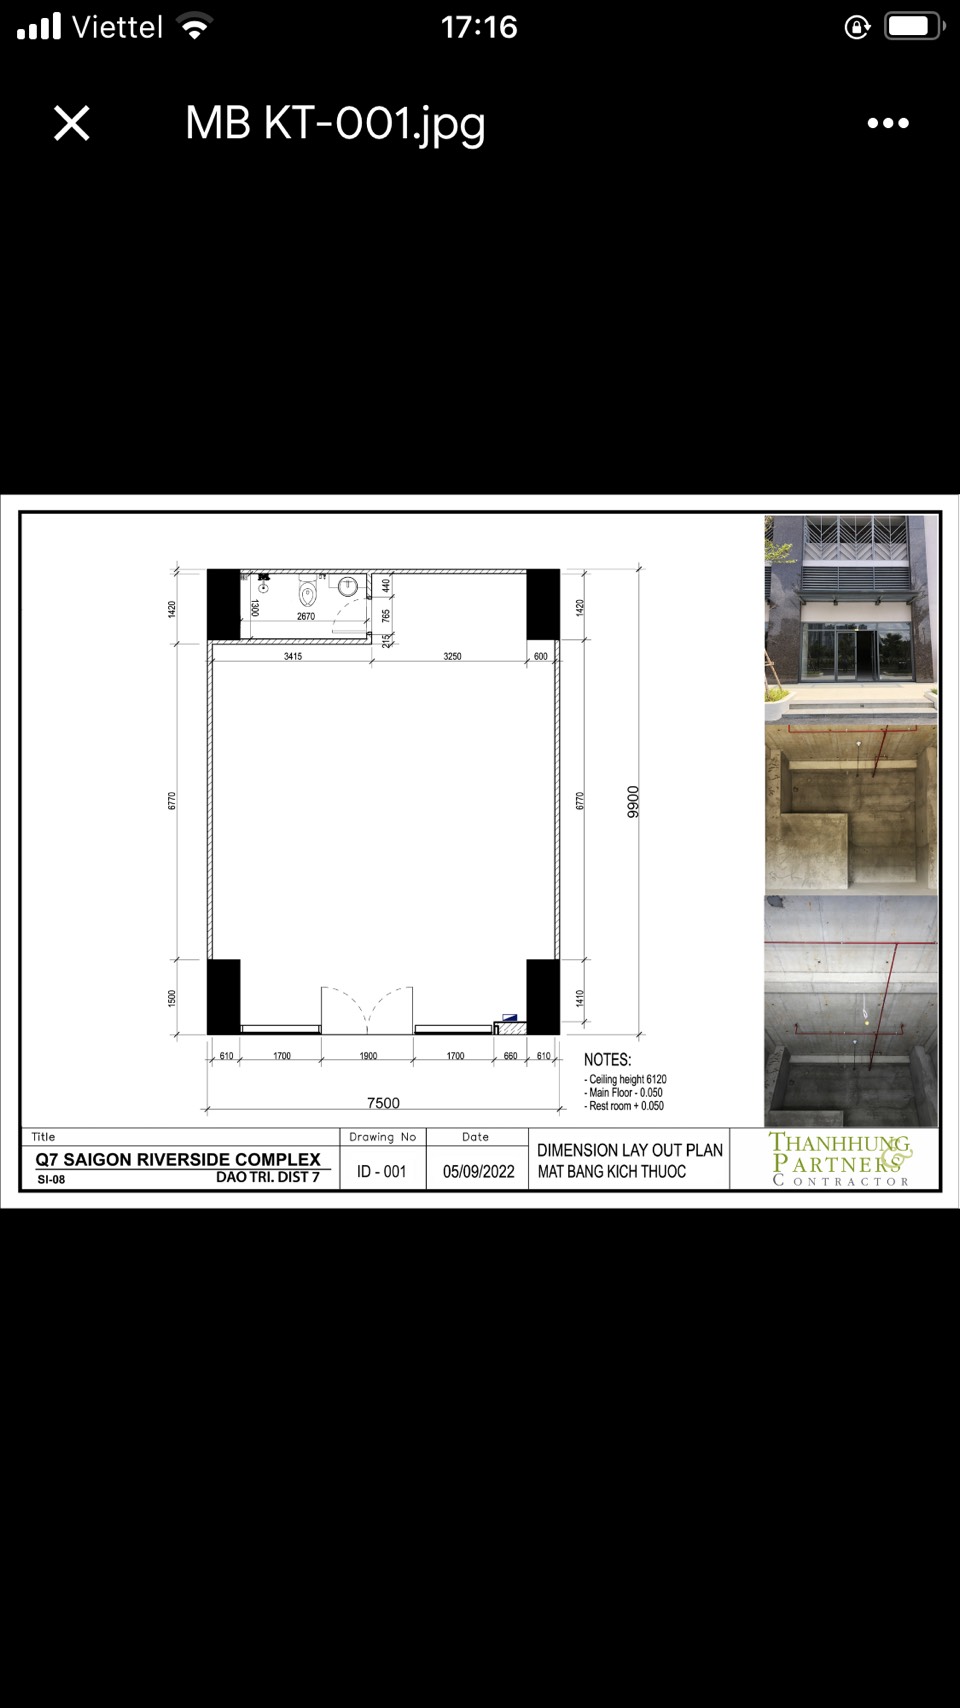 Viettel 17:16
MB KT-001.jpg
1420
1300
2670
440
765
215
1420
3415
3250
600
6770
6770
9900
1500
1410
610
1700
1900
1700
660
610
7500
NOTES:
- Ceiling height 6120
- Main Floor - 0.050
- Rest room + 0.050
Title
Q7 SAIGON RIVERSIDE COMPLEX
SI-08
DAO TRI. DIST 7
Drawing No
ID - 001
Date
05/09/2022
DIMENSION LAY OUT PLAN
MAT BANG KICH THUOC
THANHHUNG &
PARTNERS
CONTRACTOR